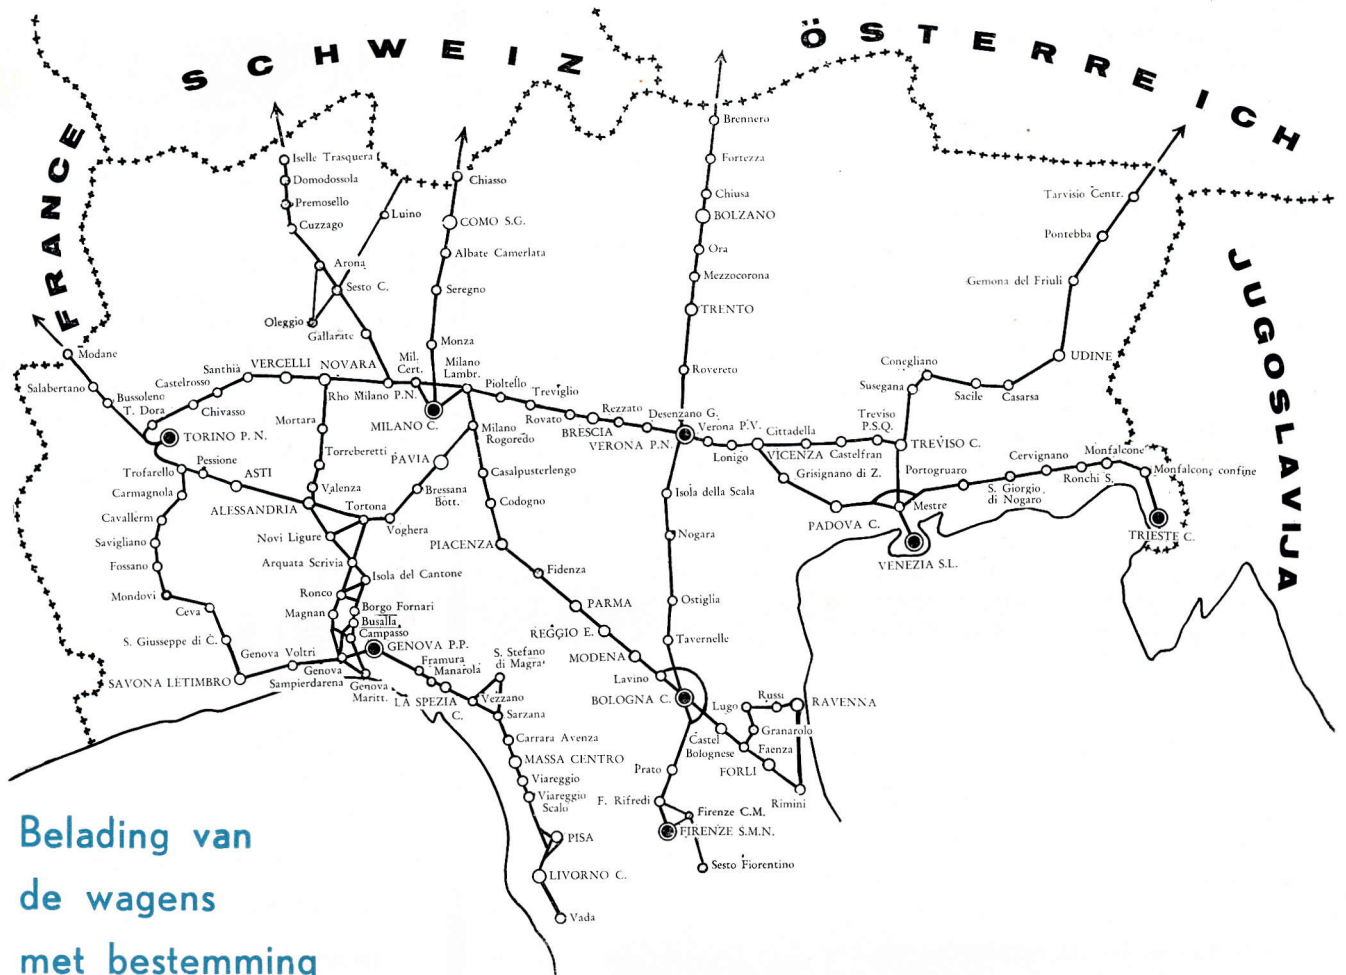 SCHWEIZ
ÖSTERREICH
FRANCE
JUGOSLAVIJA
Brennero
Iselle Trasquera
Fortezza
Domodossola
Chiasso
Chiusa
Tarvisio Centr.
Premosello
Luino
BOLZANO
Cuzzago
COMO S.G.
Pontebba
Albate Camerlata
Ora
Arona
Mezzocorona
Gemona del Friuli
Sesto C.
Seregno
TRENTO
Oleggio
Gallarate
Monza
Modane
UDINE
Santhià
VERCELLI
NOVARA
Mil.
Cert.
Milano
Lambr.
Rovereto
Conegliano
Salabertano
Castelrosso
Pioltello
Susegana
Bussoleno
Rho
Milano P.N.
Treviglio
Sacile
Casarsa
T. Dora
Chivasso
Rovato
Rezzato
Desenzano G.
Treviso
P.S.Q.
Mortara
MILANO C.
Milano
Rogoredo
BRESCIA
Verona P.V.
Cittadella
TORINO P. N.
VERONA P.N.
Lonigo
VICENZA
Castelfran
TREVISO C.
Torreberetti
PAVIA
Grisignano di Z.
Cervignano
Monfalcone
Trofarello
Pessione
ASTI
Casalpusterlengo
Portogruaro
Ronchi S.
Monfalcone confine
Carmagnola
Valenza
Bressana
Bott.
Isola della Scala
S. Giorgio
di Nogaro
ALESSANDRIA
Tortona
Codogno
Mestre
Cavallerm
Voghera
PADOVA C.
TRIESTE C.
Savigliano
Novi Ligure
PIACENZA
Nogara
VENEZIA S.L.
Fossano
Arquata Scrivia
Isola del Cantone
Fidenza
Mondovi
Ronco
Ceva
Magnan
Borgo Fornari
PARMA
Ostiglia
Busalla
Campasso
REGGIO E.
S. Giuseppe di C.
GENOVA P.P.
Tavernelle
Genova Voltri
Framura
S. Stefano
di Magra
MODENA
SAVONA LETIMBRO
Genova
Sampierdarena
Manarola
Lavino
Genova
Maritt.
LA SPEZIA
C.
Vezzano
BOLOGNA C.
Lugo
Russi
RAVENNA
Sarzana
Castel
Bolognese
Granarolo
Carrara Avenza
Faenza
MASSA CENTRO
Prato
FORLI
Viareggio
Viareggio
Scalo
F. Rifredi
Rimini
Firenze C.M.
PISA
FIRENZE S.M.N.
LIVORNO C.
Sesto Fiorentino
Vada
Belading van
de wagens
met bestemming